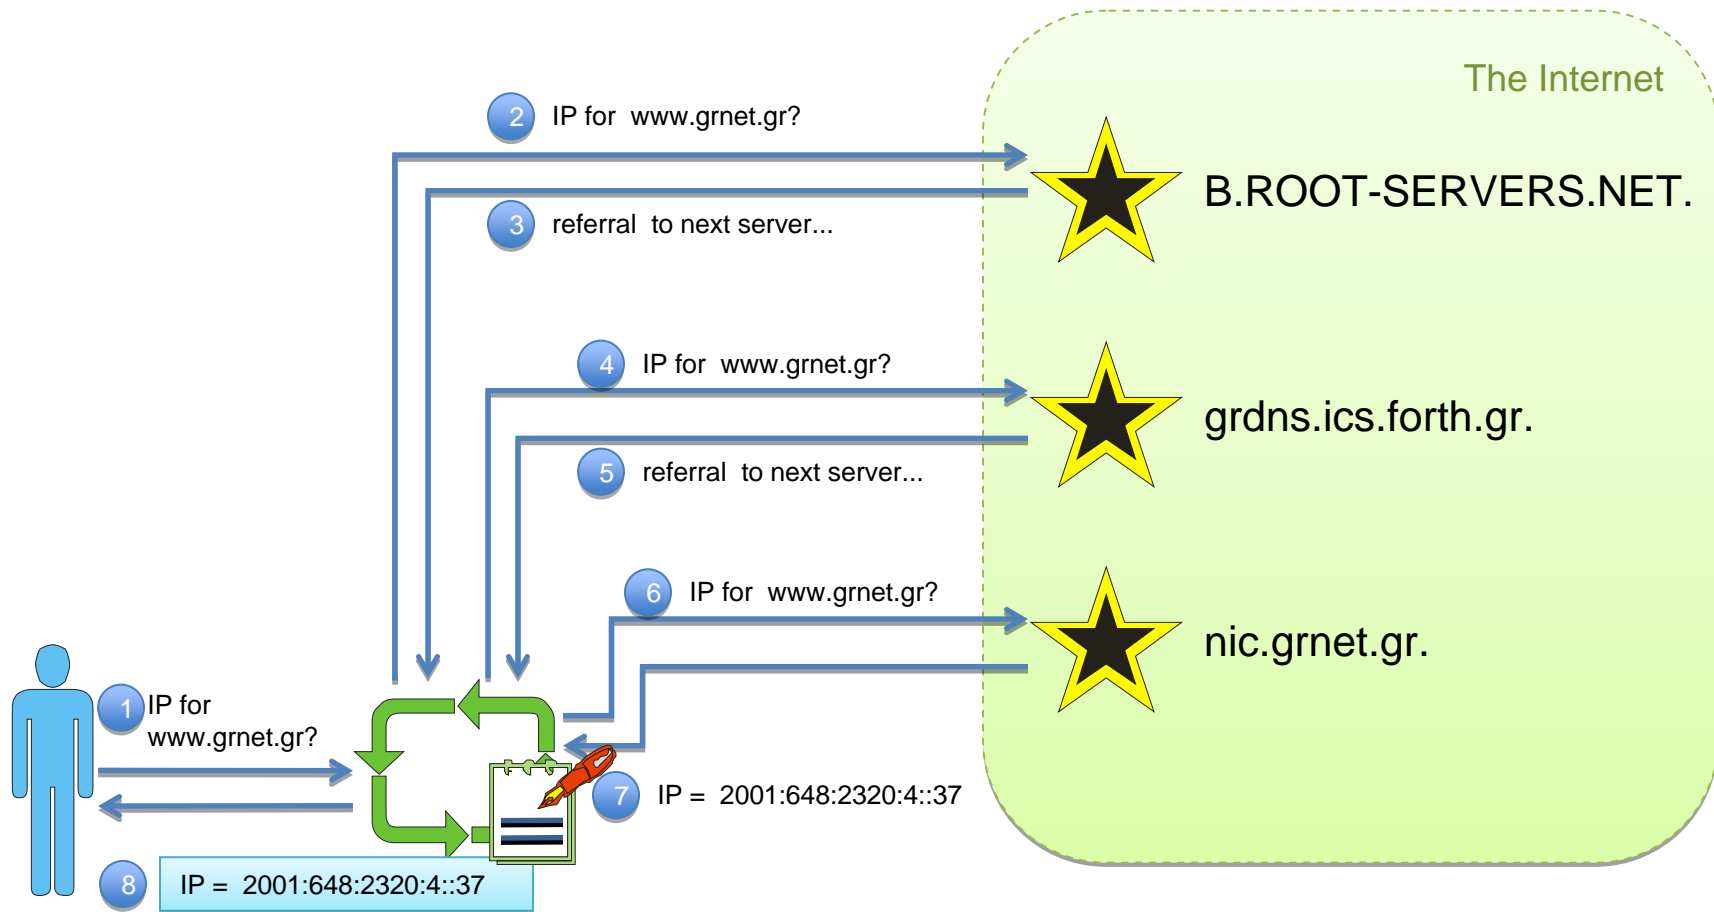 The Internet
2 IP for www.grnet.gr?
B.ROOT-SERVERS.NET.
3 referral to next server...
4 IP for www.grnet.gr?
grdns.ics.forth.gr.
5 referral to next server...
6 IP for www.grnet.gr?
nic.grnet.gr.
1 IP for
www.grnet.gr?
7 IP = 2001:648:2320:4::37
8 IP = 2001:648:2320:4::37